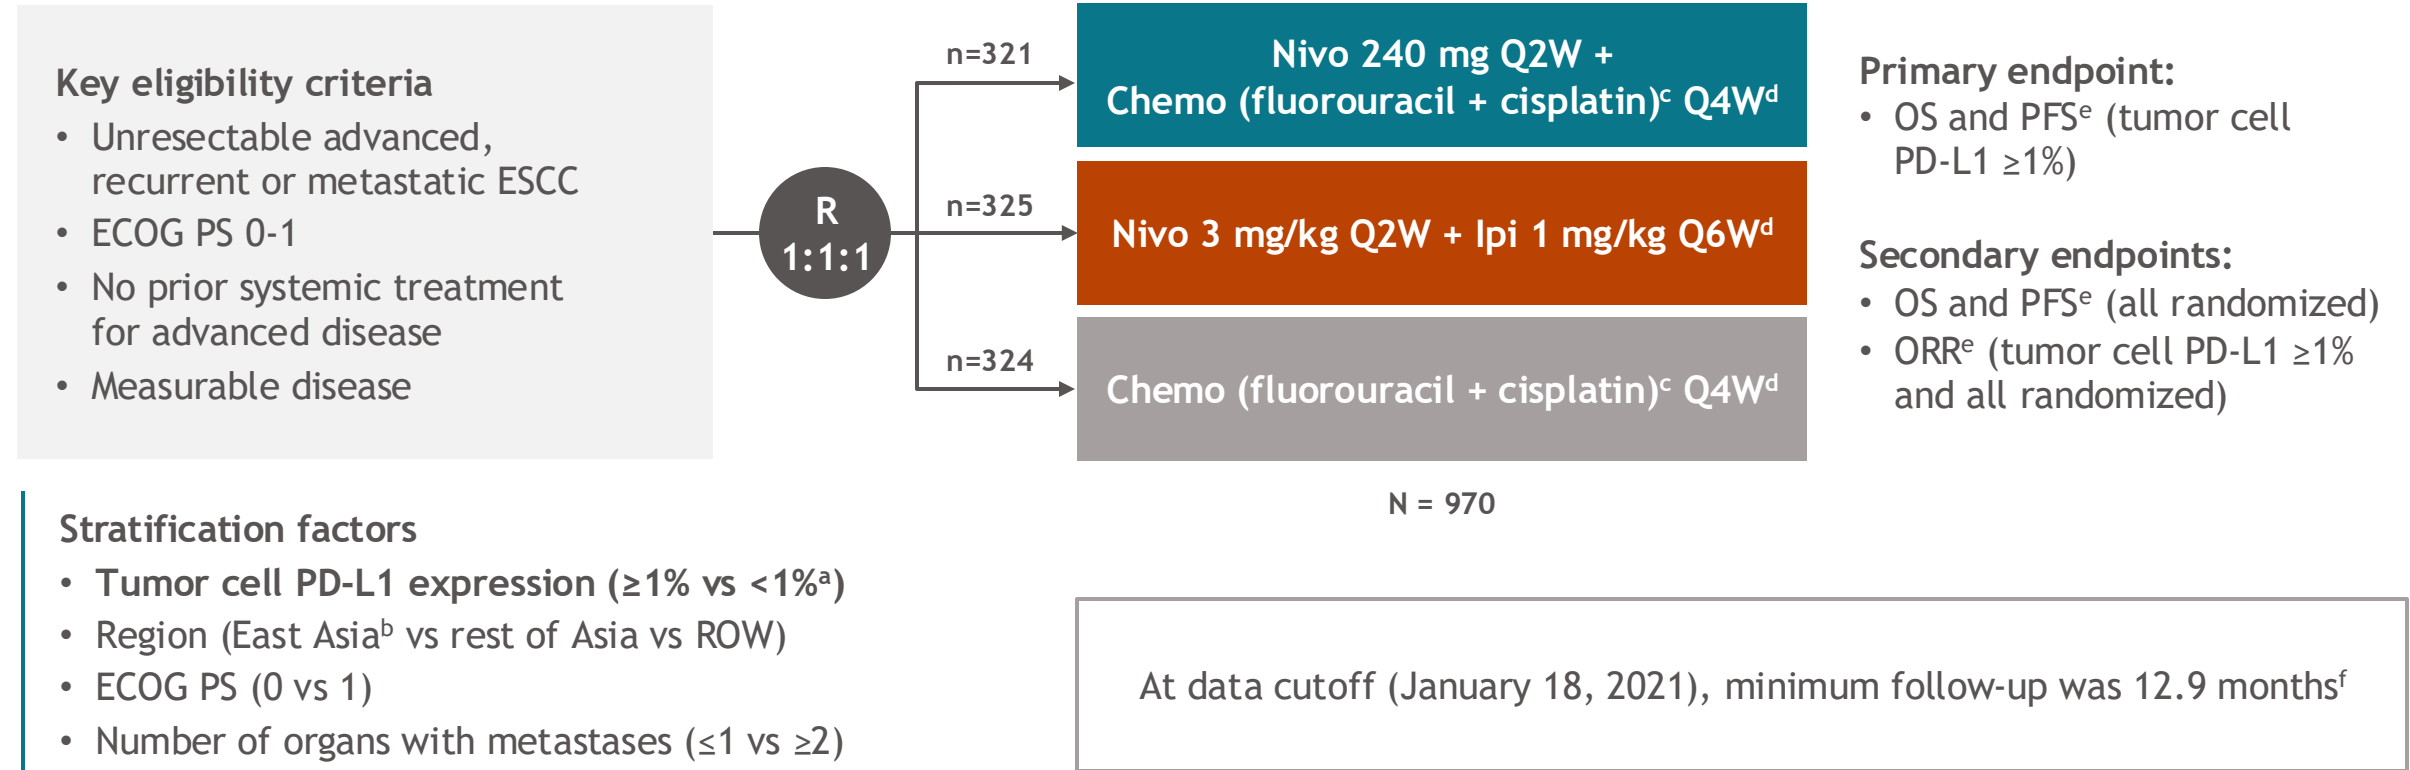 Key eligibility criteria
• Unresectable advanced,
recurrent or metastatic ESCC
• ECOG PS 0-1
• No prior systemic treatment
for advanced disease
• Measurable disease
R
1:1:1
n=321
Nivo 240 mg Q2W +
Chemo (fluorouracil + cisplatin)ᶜ Q4Wᵈ
n=325
Nivo 3 mg/kg Q2W + Ipi 1 mg/kg Q6Wᵈ
n=324
Chemo (fluorouracil + cisplatin)ᶜ Q4Wᵈ
N = 970
Primary endpoint:
• OS and PFSᵉ (tumor cell
PD-L1 ≥1%)
Secondary endpoints:
• OS and PFSᵉ (all randomized)
• ORRᵉ (tumor cell PD-L1 ≥1%
and all randomized)
Stratification factors
• Tumor cell PD-L1 expression (≥1% vs <1%ᵃ)
• Region (East Asiaᵇ vs rest of Asia vs ROW)
• ECOG PS (0 vs 1)
• Number of organs with metastases (≤1 vs ≥2)
At data cutoff (January 18, 2021), minimum follow-up was 12.9 monthsᶠ